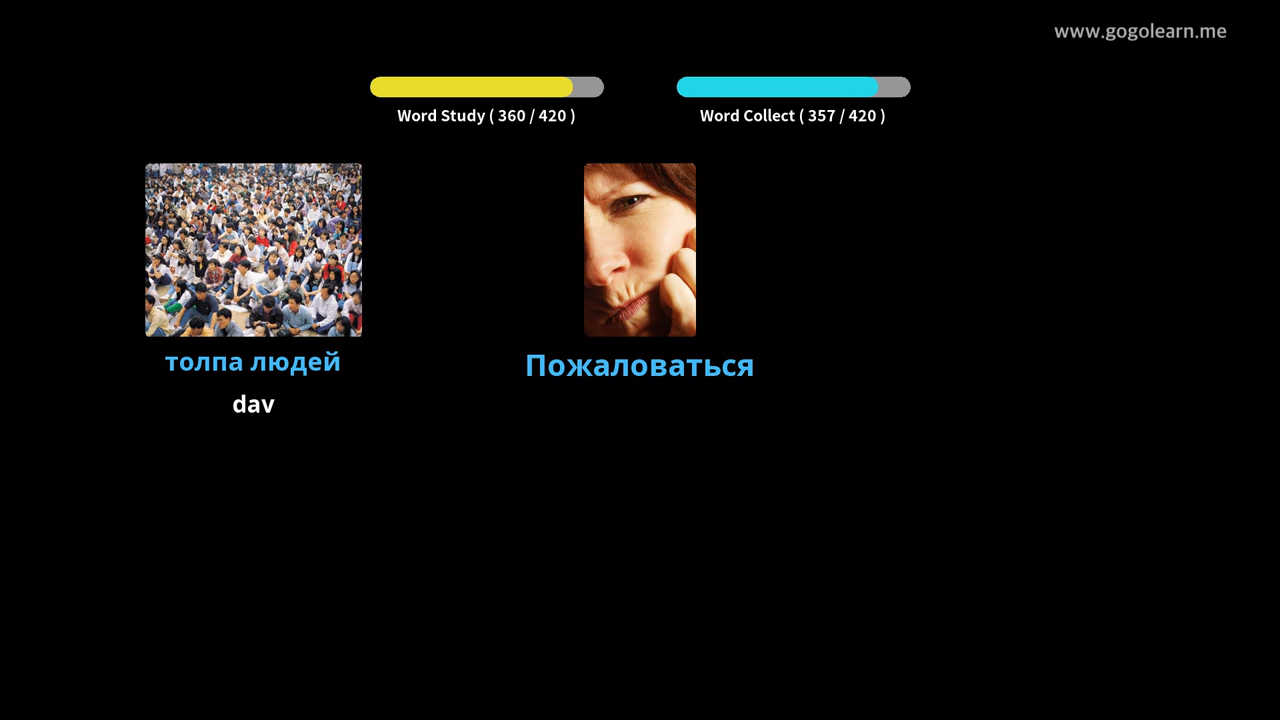 www.gogolearn.me
Word Study ( 360 / 420 )
Word Collect ( 357 / 420 )
толпа людей
dav
Пожаловаться